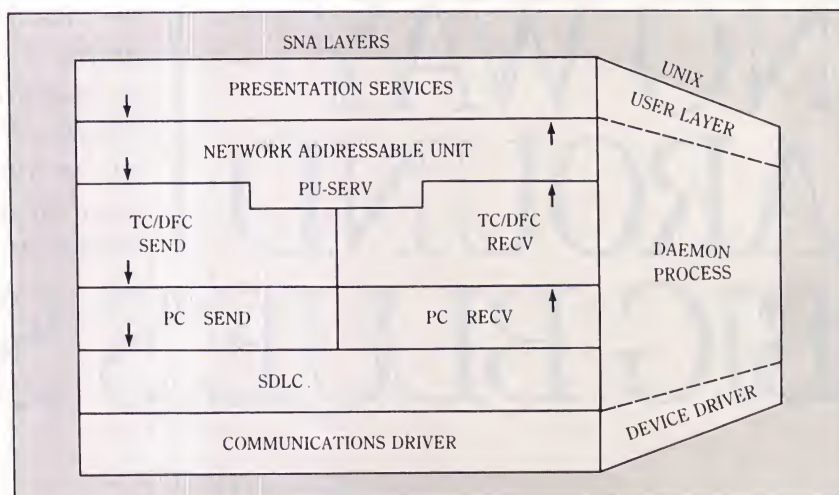 SNA LAYERS
PRESENTATION SERVICES
NETWORK ADDRESSABLE UNIT
PU-SERV
TC/DFC
SEND
TC/DFC
RECV
PC SEND
PC RECV
SDLC
COMMUNICATIONS DRIVER
UNIX
USER LAYER
DAEMON
PROCESS
DEVICE DRIVER